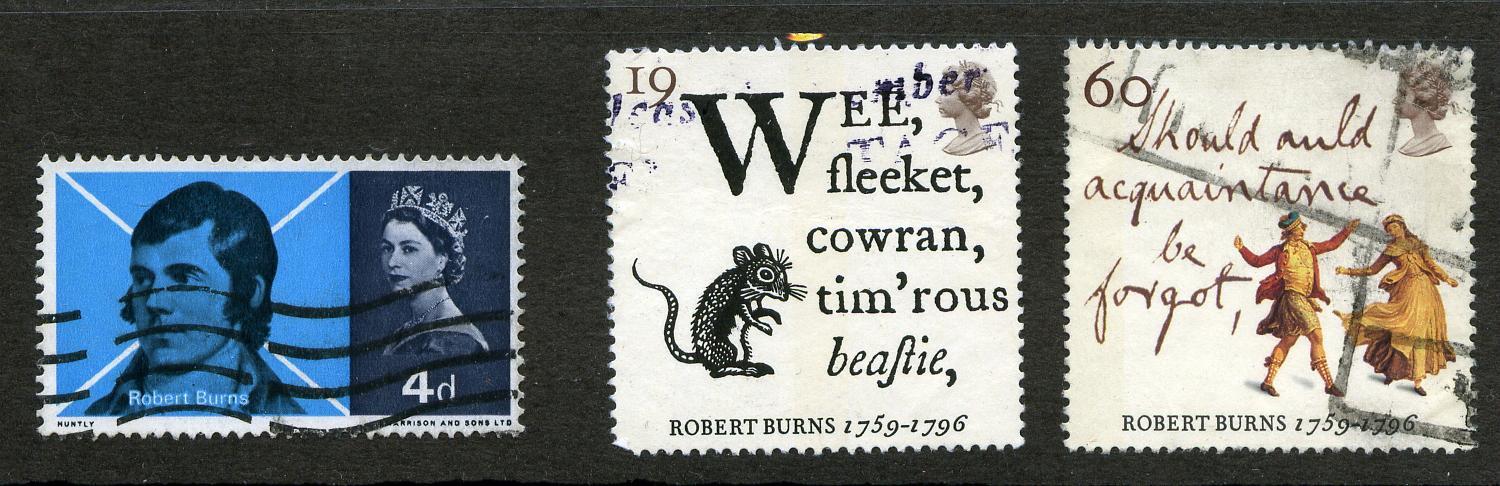 Robert Burns
4d
HUNTLY
HARRISON AND SONS LTD
19
WEE,
fleeket,
cowran,
tim'rous
beaſtie,
ROBERT BURNS 1759-1796
60
Should auld
acquaintance
be
forgot,
ROBERT BURNS 1759-1796